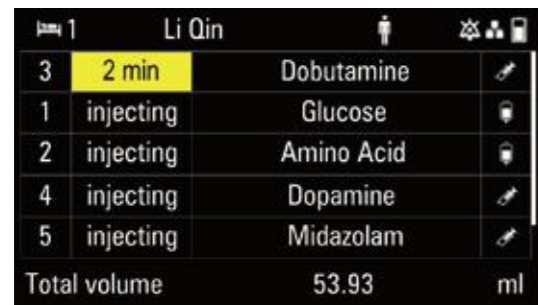 1 Li Qin
3 2 min Dobutamine
1 injecting Glucose
2 injecting Amino Acid
4 injecting Dopamine
5 injecting Midazolam
Total volume 53.93 ml